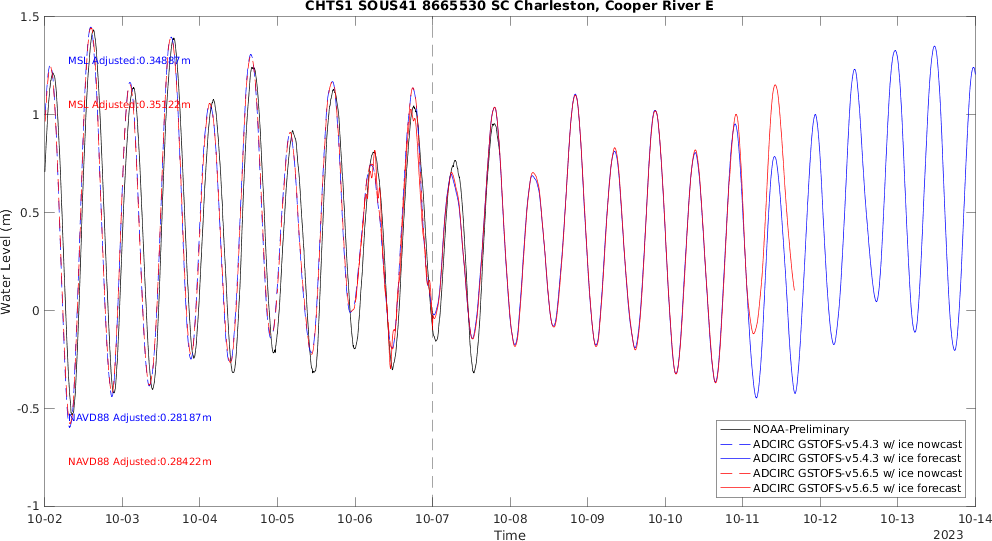 CHTS1 SOUS41 8665530 SC Charleston, Cooper River E
1.5
MSL Adjusted:0.34887m
MSL Adjusted:0.35122m
1
0.5
Water Level (m)
0
-0.5
NAVD88 Adjusted:0.28187m
NAVD88 Adjusted:0.28422m
NOAA-Preliminary
ADCIRC GSTOFS-v5.4.3 w/ ice nowcast
ADCIRC GSTOFS-v5.4.3 w/ ice forecast
ADCIRC GSTOFS-v5.6.5 w/ ice nowcast
ADCIRC GSTOFS-v5.6.5 w/ ice forecast
-1
10-02 10-03 10-04 10-05 10-06 10-07 10-08 10-09 10-10 10-11 10-12 10-13 10-14
Time
2023